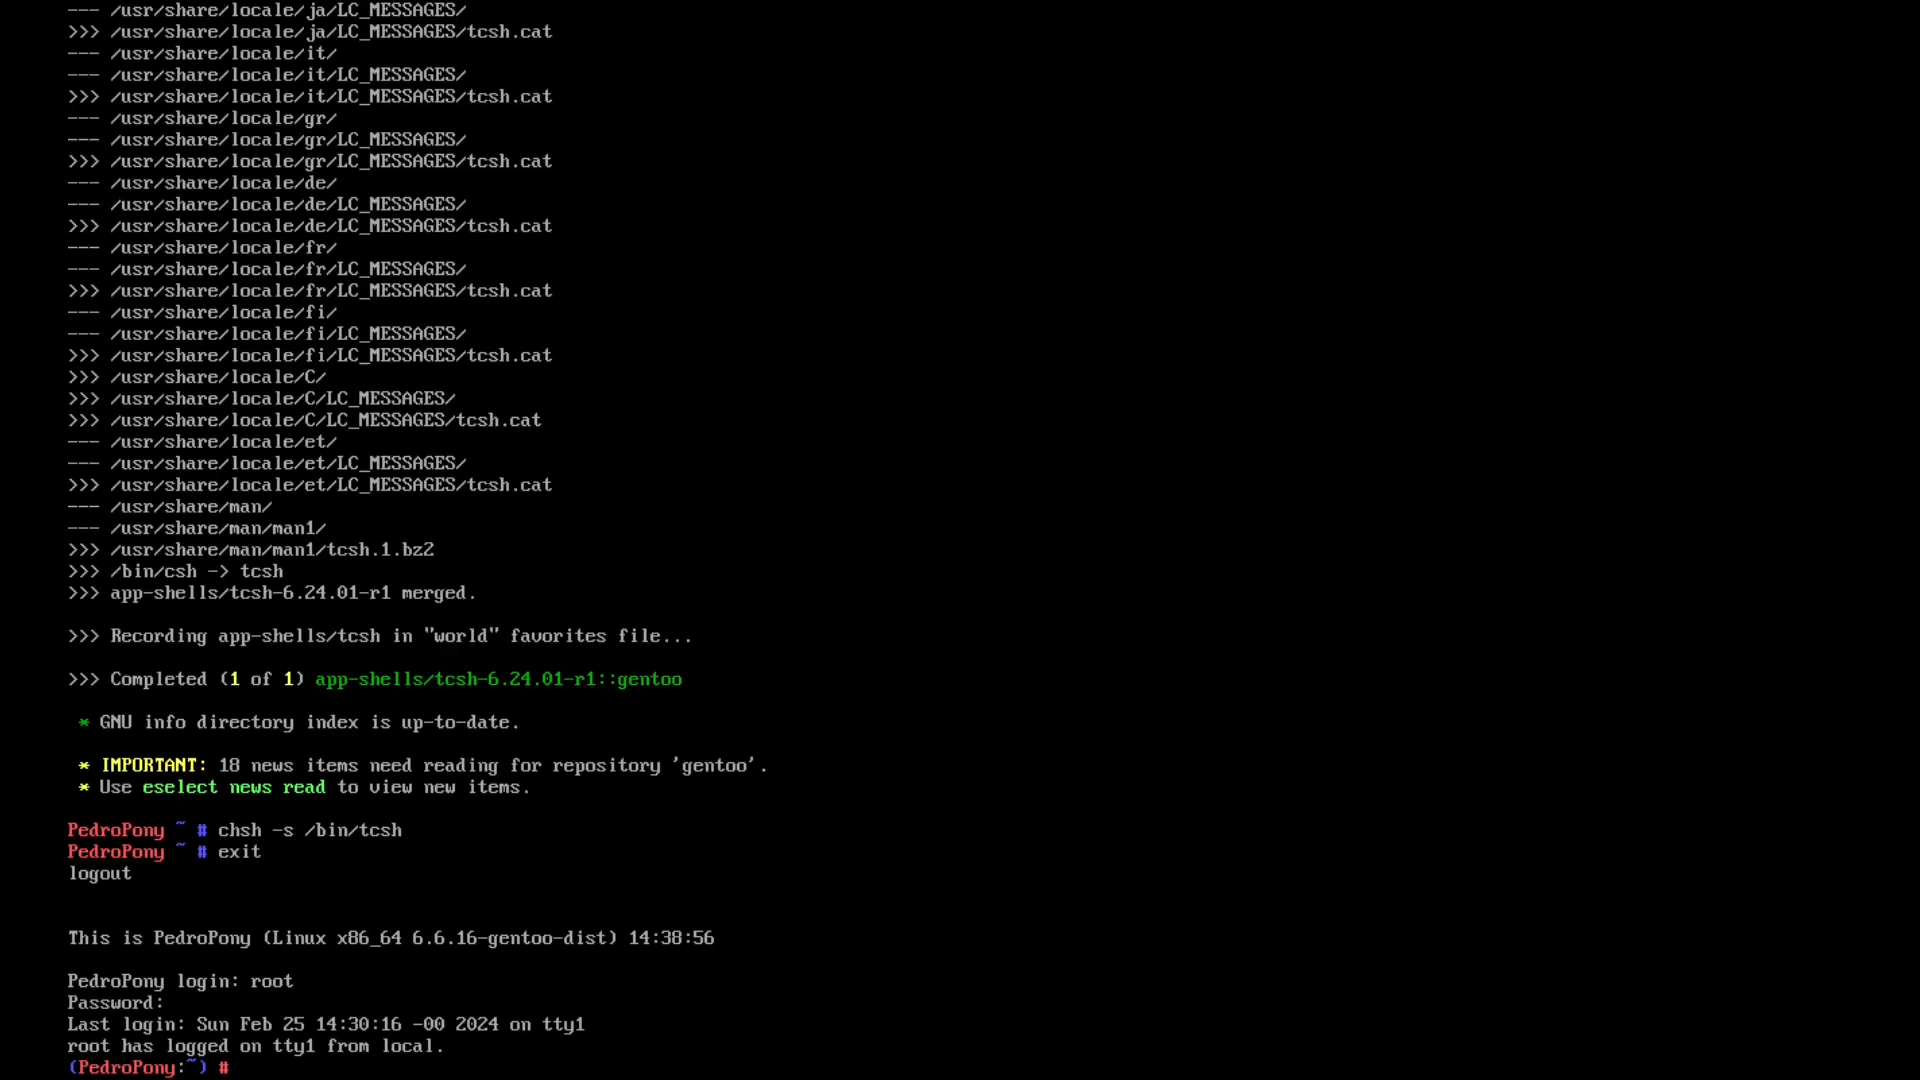 --- /usr/share/locale/ja/LC_MESSAGES/
>>> /usr/share/locale/ja/LC_MESSAGES/tcsh.cat
--- /usr/share/locale/it/
--- /usr/share/locale/it/LC_MESSAGES/
>>> /usr/share/locale/it/LC_MESSAGES/tcsh.cat
--- /usr/share/locale/gr/
--- /usr/share/locale/gr/LC_MESSAGES/
>>> /usr/share/locale/gr/LC_MESSAGES/tcsh.cat
--- /usr/share/locale/de/
--- /usr/share/locale/de/LC_MESSAGES/
>>> /usr/share/locale/de/LC_MESSAGES/tcsh.cat
--- /usr/share/locale/fr/
--- /usr/share/locale/fr/LC_MESSAGES/
>>> /usr/share/locale/fr/LC_MESSAGES/tcsh.cat
--- /usr/share/locale/fi/
--- /usr/share/locale/fi/LC_MESSAGES/
>>> /usr/share/locale/fi/LC_MESSAGES/tcsh.cat
>>> /usr/share/locale/C/
>>> /usr/share/locale/C/LC_MESSAGES/
>>> /usr/share/locale/C/LC_MESSAGES/tcsh.cat
--- /usr/share/locale/et/
--- /usr/share/locale/et/LC_MESSAGES/
>>> /usr/share/locale/et/LC_MESSAGES/tcsh.cat
--- /usr/share/man/
--- /usr/share/man/man1/
>>> /usr/share/man/man1/tcsh.1.bz2
>>> /bin/csh -> tcsh
>>> app-shells/tcsh-6.24.01-r1 merged.

>>> Recording app-shells/tcsh in "world" favorites file...

>>> Completed (1 of 1) app-shells/tcsh-6.24.01-r1::gentoo

 * GNU info directory index is up-to-date.

 * IMPORTANT: 18 news items need reading for repository 'gentoo'.
 * Use eselect news read to view new items.

PedroPony ~ # chsh -s /bin/tcsh
PedroPony ~ # exit
logout

This is PedroPony (Linux x86_64 6.6.16-gentoo-dist) 14:38:56

PedroPony login: root
Password:
Last login: Sun Feb 25 14:30:16 -00 2024 on tty1
root has logged on tty1 from local.
(PedroPony:~) #